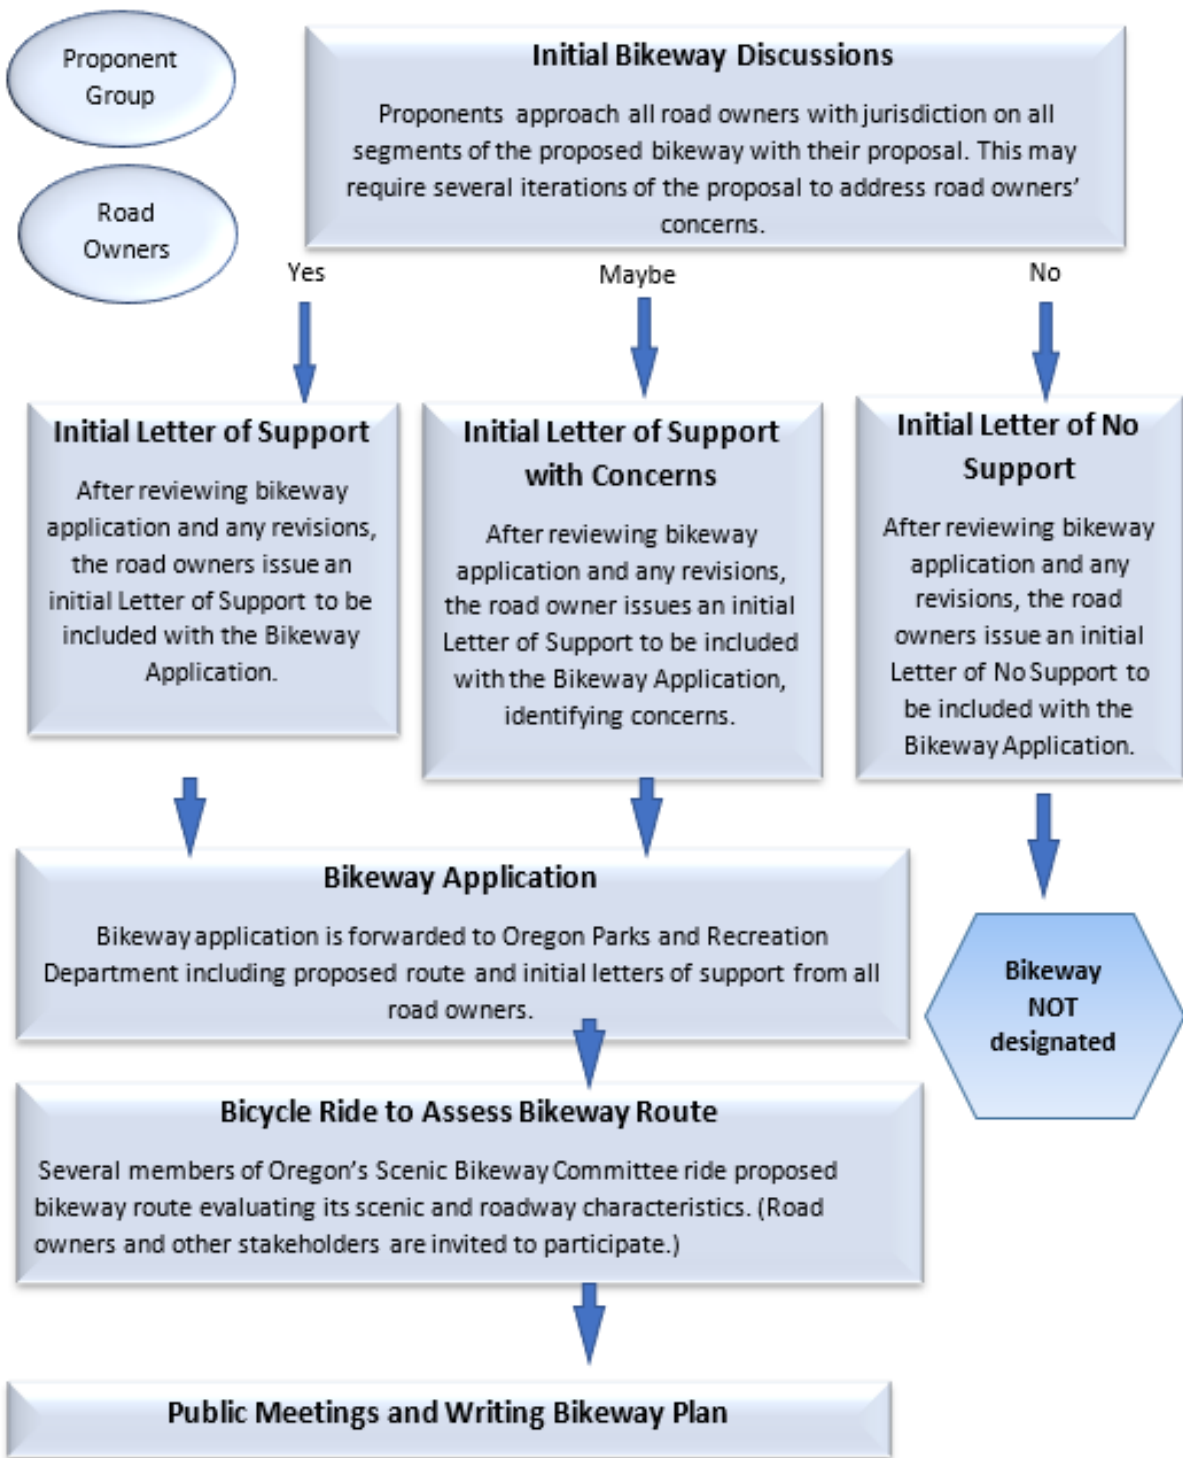 Proponent
Group
Road
Owners
Initial Bikeway Discussions
Proponents approach all road owners with jurisdiction on all
segments of the proposed bikeway with their proposal. This may
require several iterations of the proposal to address road owners’
concerns.
Yes
Maybe
No
Initial Letter of Support
After reviewing bikeway
application and any revisions,
the road owners issue an
initial Letter of Support to be
included with the Bikeway
Application.
Initial Letter of Support
with Concerns
After reviewing bikeway
application and any revisions,
the road owner issues an initial
Letter of Support to be included
with the Bikeway Application,
identifying concerns.
Initial Letter of No
Support
After reviewing bikeway
application and any
revisions, the road
owners issue an initial
Letter of No Support to
be included with the
Bikeway Application.
Bikeway Application
Bikeway application is forwarded to Oregon Parks and Recreation
Department including proposed route and initial letters of support from all
road owners.
Bikeway
NOT
designated
Bicycle Ride to Assess Bikeway Route
Several members of Oregon’s Scenic Bikeway Committee ride proposed
bikeway route evaluating its scenic and roadway characteristics. (Road
owners and other stakeholders are invited to participate.)
Public Meetings and Writing Bikeway Plan